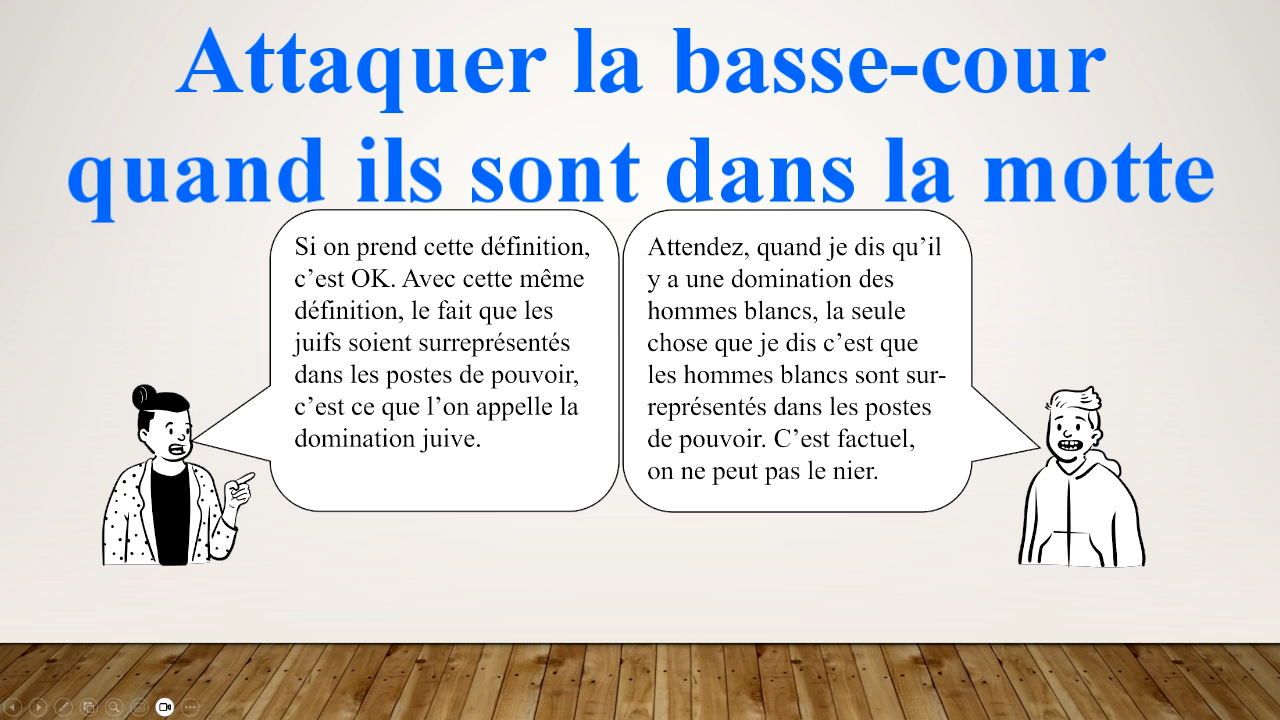 Attaquer la basse-cour
quand ils sont dans la motte
Si on prend cette définition,
c’est OK. Avec cette même
définition, le fait que les
juifs soient surreprésentés
dans les postes de pouvoir,
c’est ce que l’on appelle la
domination juive.
Attendez, quand je dis qu’il
y a une domination des
hommes blancs, la seule
chose que je dis c’est que
les hommes blancs sont sur-
représentés dans les postes
de pouvoir. C’est factuel,
on ne peut pas le nier.